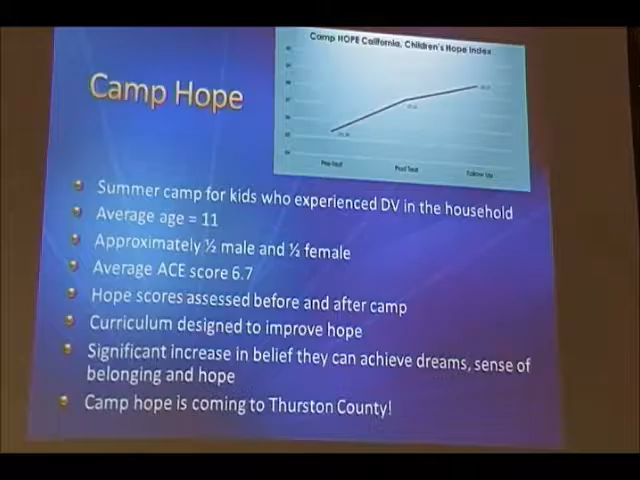 Camp HOPE California, Children's Hope Index
Camp Hope
Pre-Test
Post Test
Follow Up
Summer camp for kids who experienced DV in the household
Average age = 11
Approximately ½ male and ½ female
Average ACE score 6.7
Hope scores assessed before and after camp
Curriculum designed to improve hope
Significant increase in belief they can achieve dreams, sense of
belonging and hope
Camp hope is coming to Thurston County!